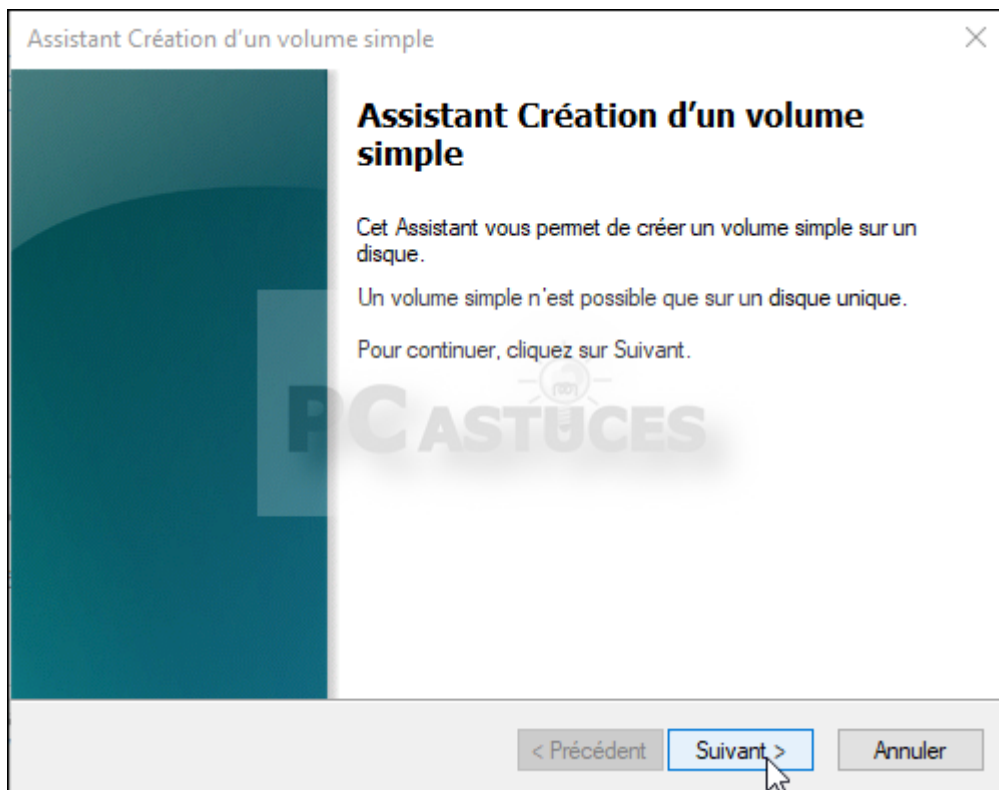 Assistant Création d'un volume simple
Assistant Création d'un volume
simple
Cet Assistant vous permet de créer un volume simple sur un
disque.
Un volume simple n'est possible que sur un disque unique.
Pour continuer, cliquez sur Suivant.
PC ASTUCES
< Précédent
Suivant >
Annuler